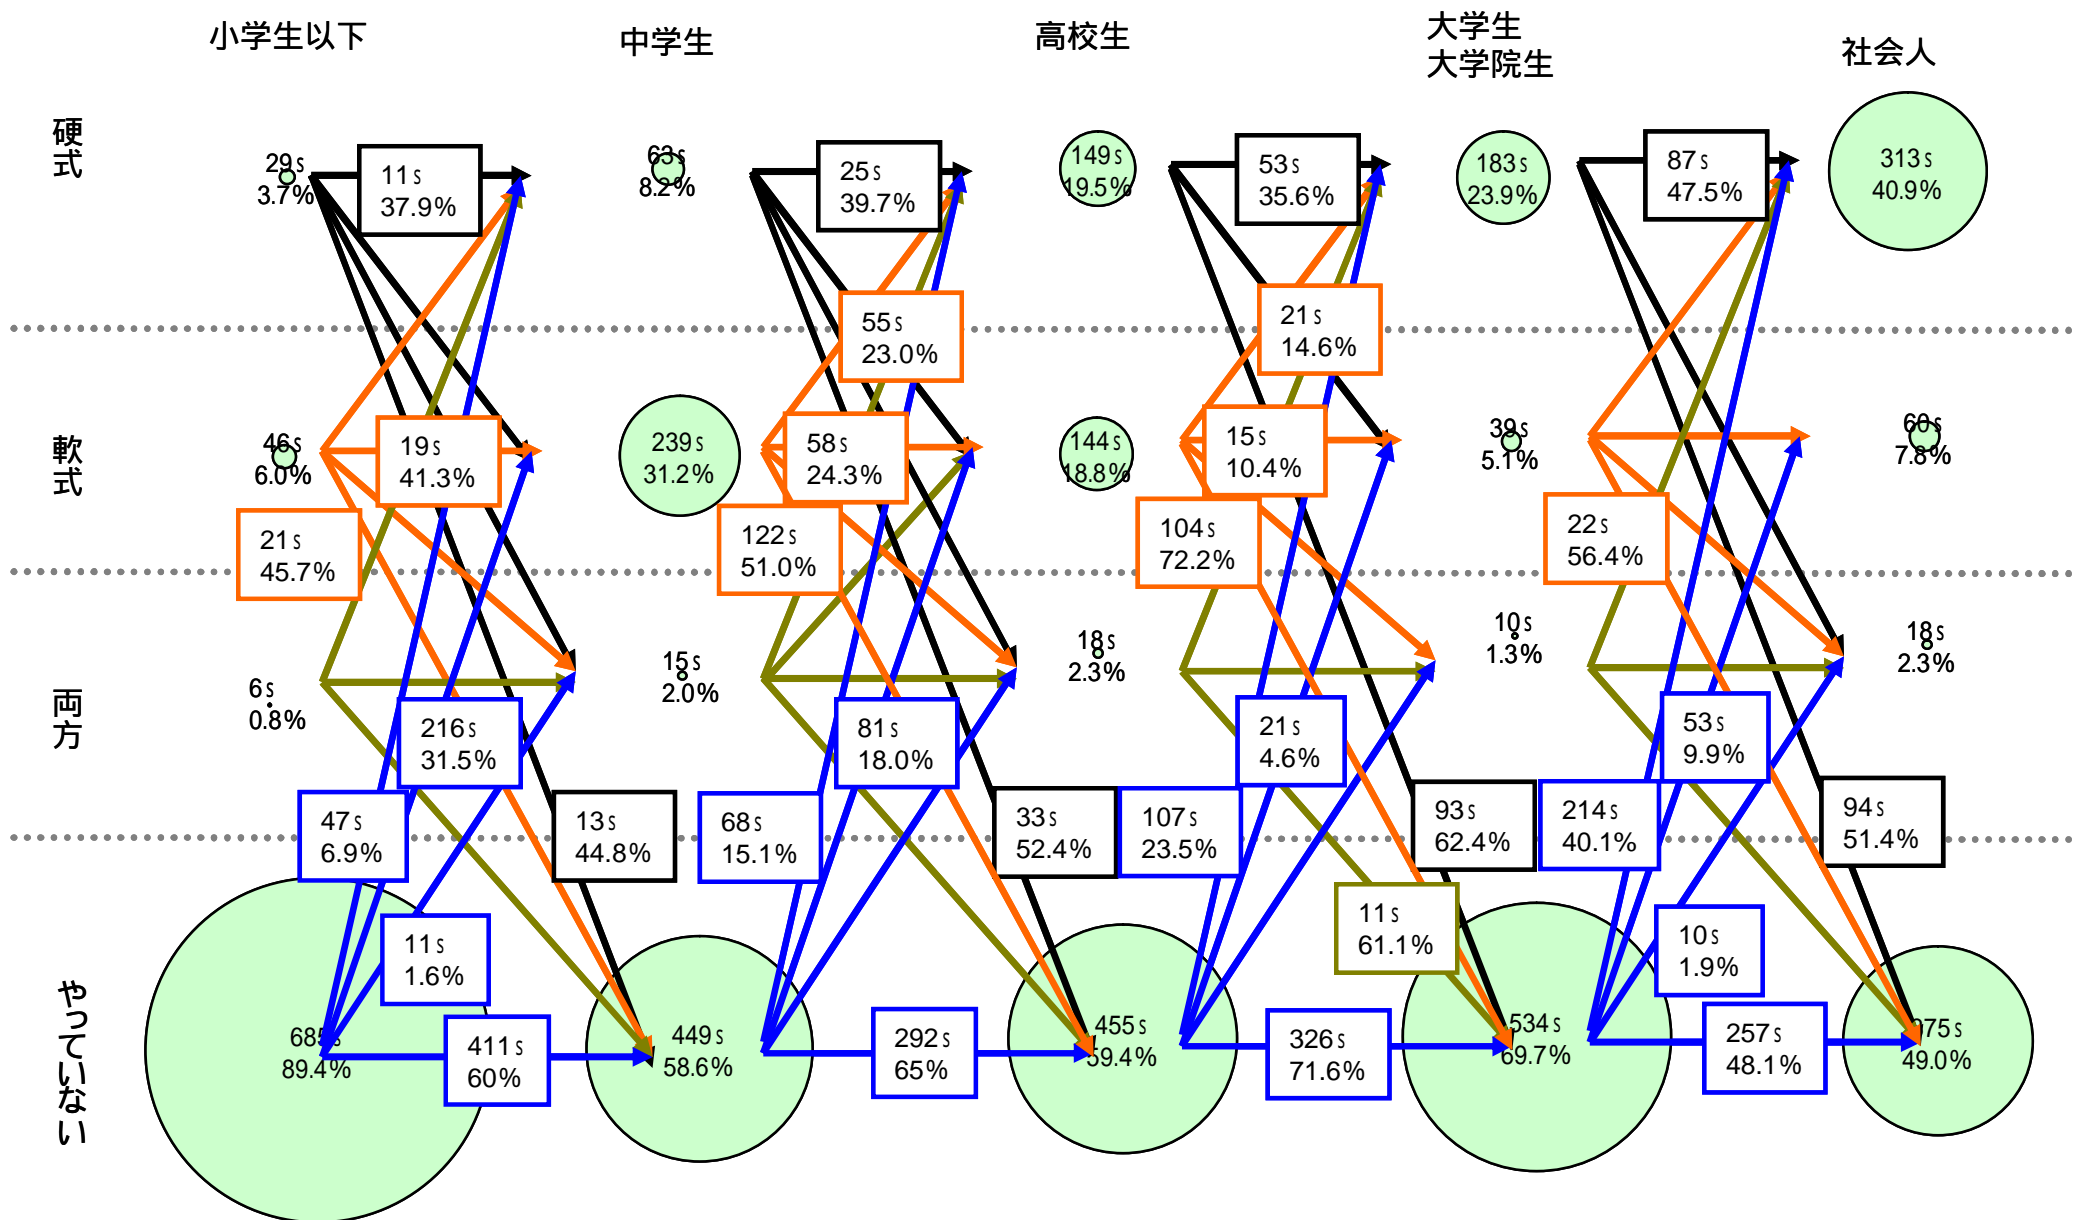 小学生以下
中学生
高校生
大学生
大学院生
社会人
硬式
29s
3.7%
11s
37.9%
63s
8.2%
25s
39.7%
149s
19.5%
53s
35.6%
183s
23.9%
87s
47.5%
313s
40.9%
55s
23.0%
21s
14.6%
軟式
46s
6.0%
19s
41.3%
239s
31.2%
58s
24.3%
144s
18.8%
15s
10.4%
39s
5.1%
60s
7.8%
21s
45.7%
122s
51.0%
104s
72.2%
22s
56.4%
両方
6s
0.8%
15s
2.0%
18s
2.3%
10s
1.3%
18s
2.3%
216s
31.5%
81s
18.0%
21s
4.6%
53s
9.9%
47s
6.9%
13s
44.8%
68s
15.1%
33s
52.4%
107s
23.5%
93s
62.4%
214s
40.1%
94s
51.4%
11s
1.6%
11s
61.1%
10s
1.9%
やっていない
685s
89.4%
411s
60%
449s
58.6%
292s
65%
455s
59.4%
326s
71.6%
534s
69.7%
257s
48.1%
375s
49.0%